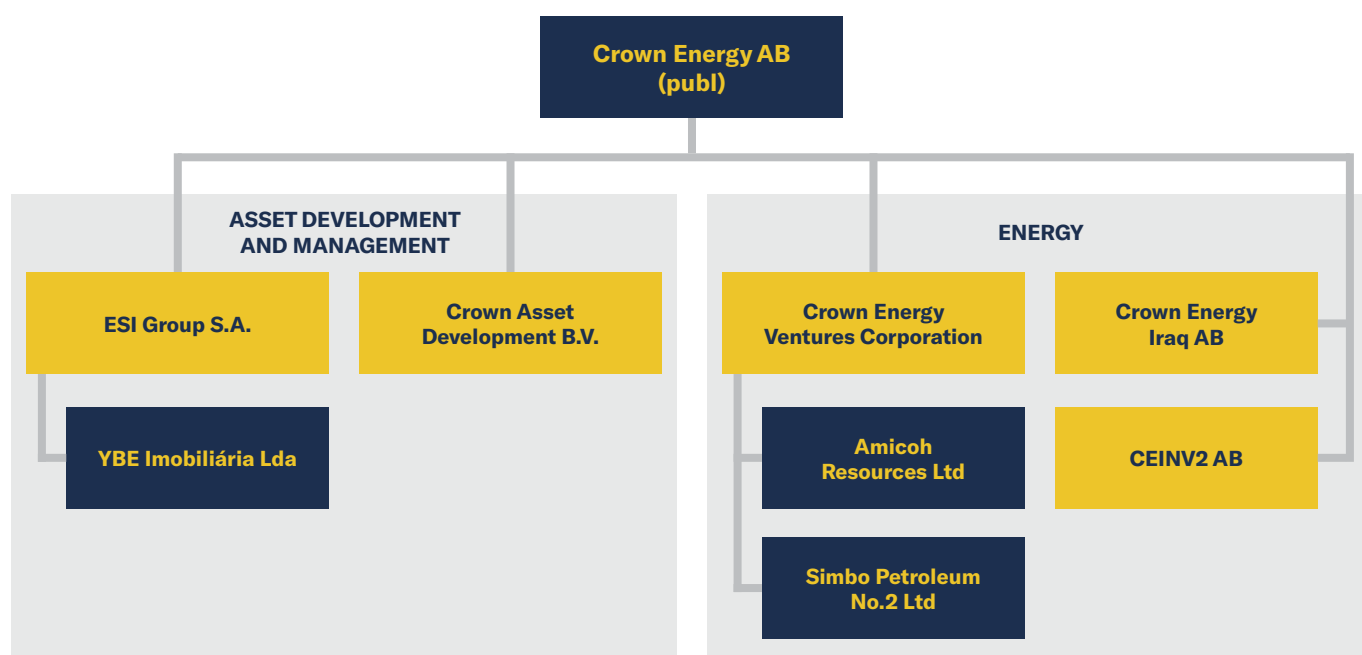 Crown Energy AB
(publ)
ASSET DEVELOPMENT
AND MANAGEMENT
ESI Group S.A.
Crown Asset
Development B.V.
YBE Imobiliária Lda
ENERGY
Crown Energy
Ventures Corporation
Crown Energy
Iraq AB
Amicoh
Resources Ltd
CEINV2 AB
Simbo Petroleum
No.2 Ltd